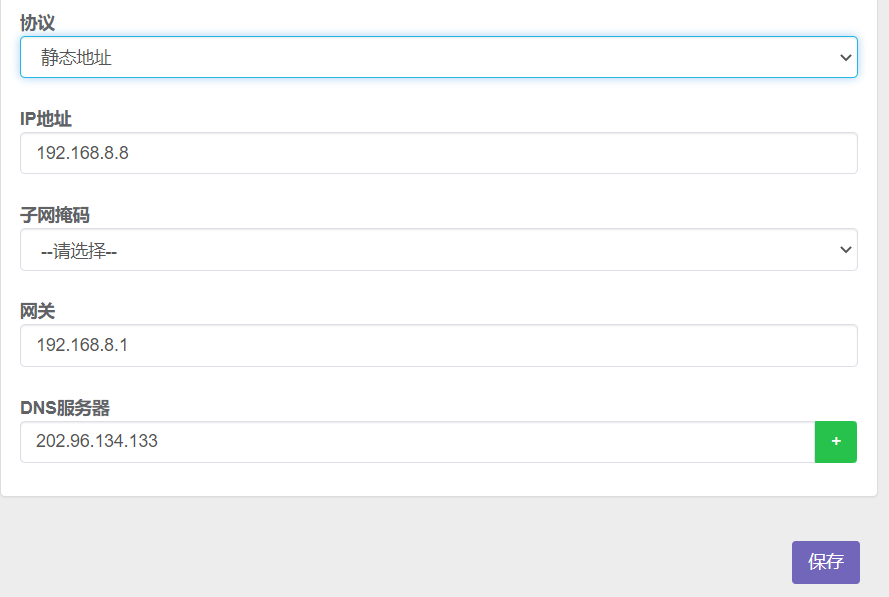 协议
静态地址
IP地址
192.168.8.8
子网掩码
--请选择--
网关
192.168.8.1
DNS服务器
202.96.134.133
+
保存